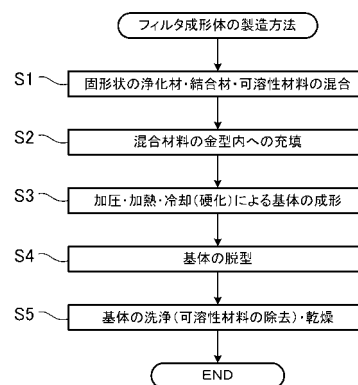 フィルタ成形体の製造方法
S1 固形状の浄化材・結合材・可溶性材料の混合
S2 混合材料の金型内への充填
S3 加圧・加熱・冷却(硬化)による基体の成形
S4 基体の脱型
S5 基体の洗浄(可溶性材料の除去)・乾燥
END